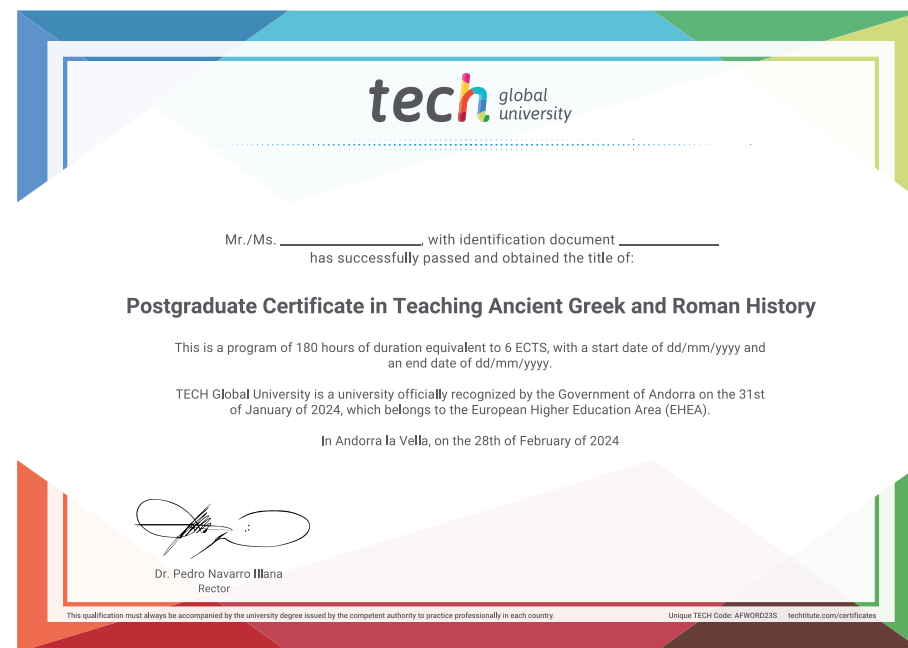 tech global university
Mr./Ms. ____________________, with identification document ______________
has successfully passed and obtained the title of:
Postgraduate Certificate in Teaching Ancient Greek and Roman History
This is a program of 180 hours of duration equivalent to 6 ECTS, with a start date of dd/mm/yyyy and
an end date of dd/mm/yyyy.
TECH Global University is a university officially recognized by the Government of Andorra on the 31st
of January of 2024, which belongs to the European Higher Education Area (EHEA).
In Andorra la Vella, on the 28th of February of 2024
Dr. Pedro Navarro Illana
Rector
This qualification must always be accompanied by the university degree issued by the competent authority to practice professionally in each country.
Unique TECH Code: AFWORD23S techtitute.com/certificates